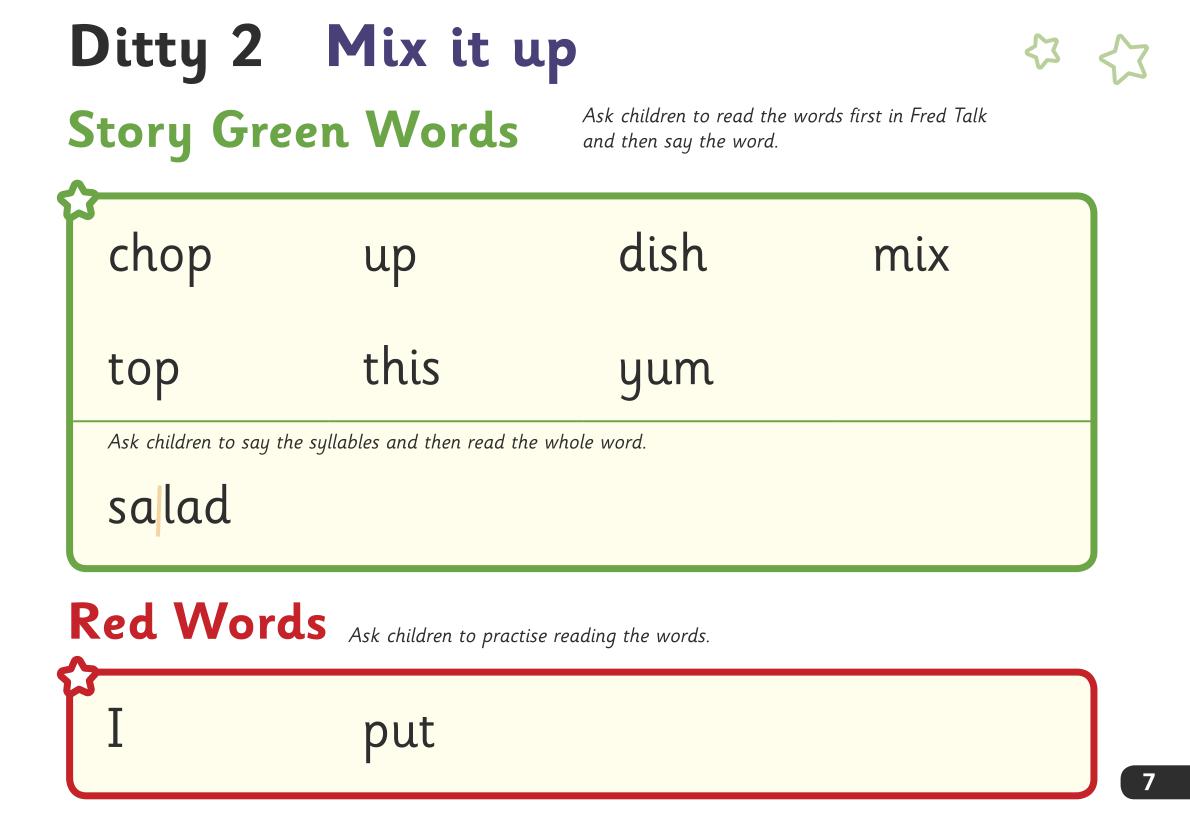 Ditty 2 Mix it up
Story Green Words
Ask children to read the words first in Fred Talk
and then say the word.
chop up dish mix
top this yum
Ask children to say the syllables and then read the whole word.
salad
Red Words Ask children to practise reading the words.
I put
7